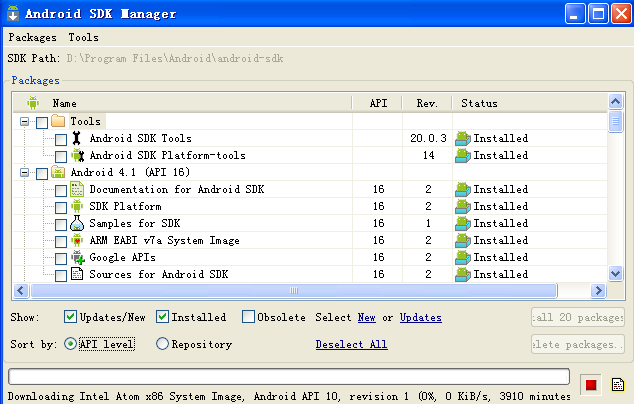 Android SDK Manager
Packages Tools
SDK Path: D:\Program Files\Android\android-sdk
Packages
Name API Rev. Status
Tools
Android SDK Tools 20.0.3 Installed
Android SDK Platform-tools 14 Installed
Android 4.1 (API 16)
Documentation for Android SDK 16 2 Installed
SDK Platform 16 2 Installed
Samples for SDK 16 1 Installed
ARM EABI v7a System Image 16 2 Installed
Google APIs 16 2 Installed
Sources for Android SDK 16 2 Installed
Show: Updates/New Installed Obsolete Select New or Updates all 20 packages
Sort by: API level Repository Deselect All elete packages..
Downloading Intel Atom x86 System Image, Android API 10, revision 1 (0%, 0 KiB/s, 3910 minutes